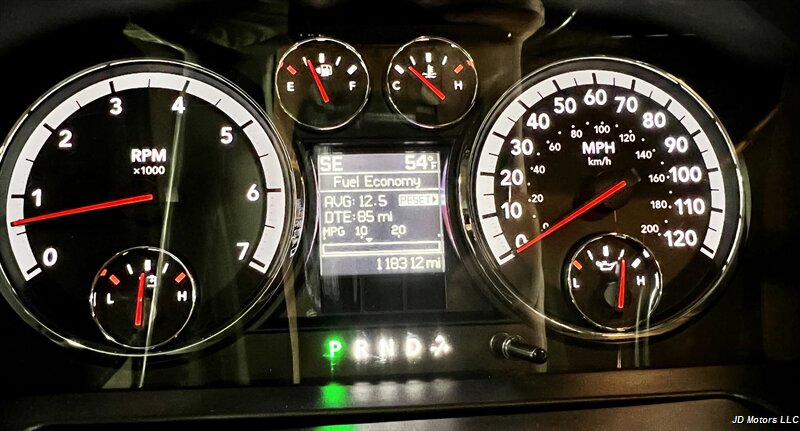 E F
C H
0 1 2 3 4 5 6 7
RPM
x1000
L H
SE 54°F
Fuel Economy
AVG: 12.5 RESET
DTE: 85 mi
MPG 10 20
118312 mi
P R N D
0 10 20 30 40 50 60 70 80 90 100 110 120
MPH
km/h
20 40 60 80 100 120 140 160 180 200
L H
JD Motors LLC